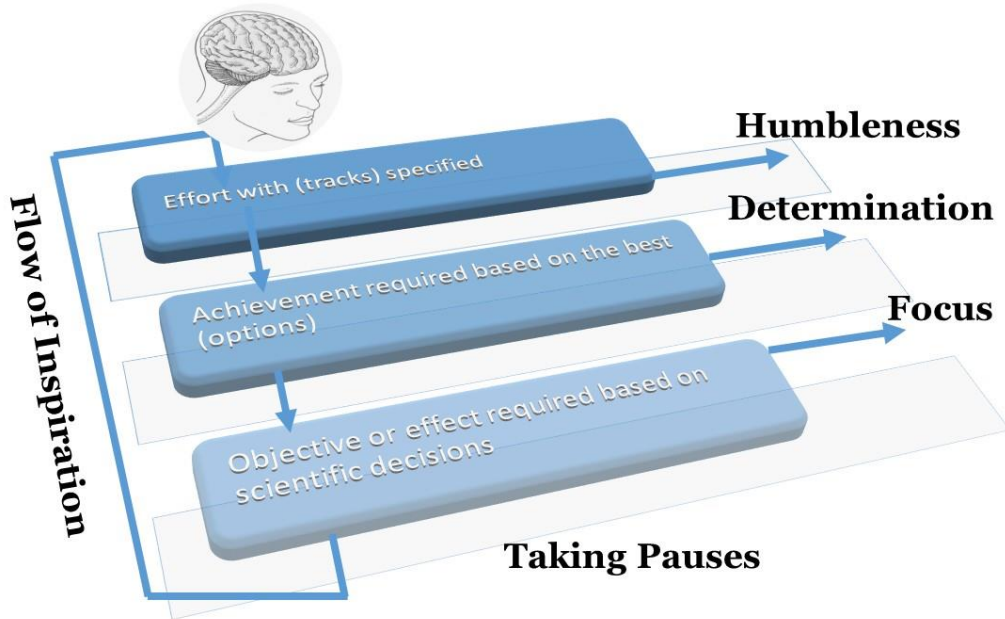 Humbleness
Effort with (tracks) specified
Determination
Achievement required based on the best
(options)
Focus
Objective or effect required based on
scientific decisions
Flow of Inspiration
Taking Pauses